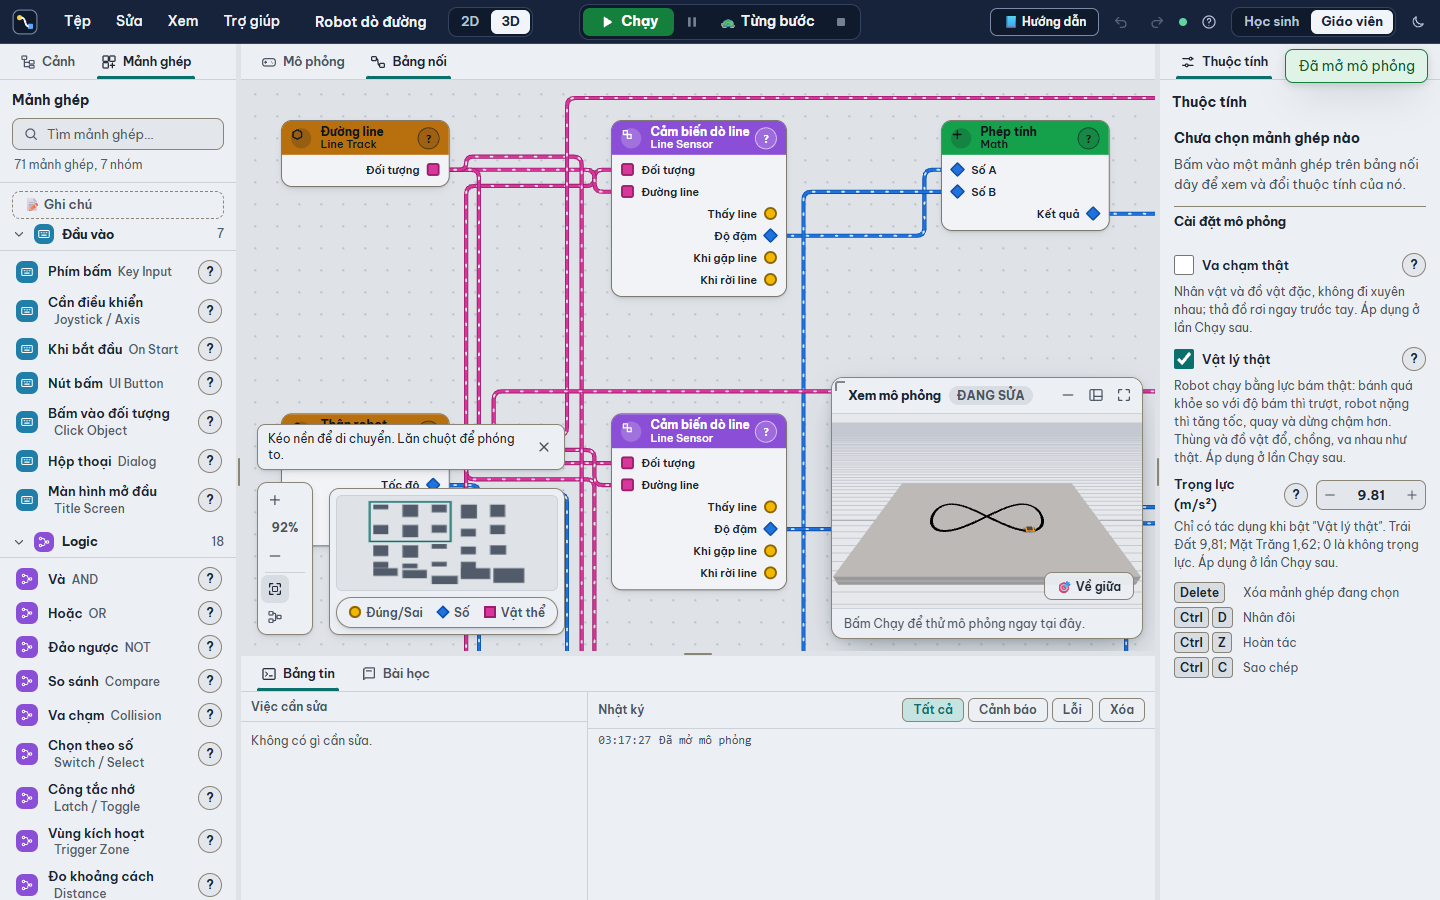 Tệp Sửa Xem Trợ giúp Robot dò đường 2D 3D Chạy Từng bước Hướng dẫn Học sinh Giáo viên
Cảnh Mảnh ghép
Mảnh ghép
Tìm mảnh ghép...
71 mảnh ghép, 7 nhóm
Ghi chú
Đầu vào 7
Phím bấm Key Input ?
Cần điều khiển
Joystick / Axis ?
Khi bắt đầu On Start ?
Nút bấm UI Button ?
Bấm vào đối tượng
Click Object ?
Hộp thoại Dialog ?
Màn hình mở đầu
Title Screen ?
Logic 18
Và AND ?
Hoặc OR ?
Đảo ngược NOT ?
So sánh Compare ?
Va chạm Collision ?
Chọn theo số
Switch / Select ?
Công tắc nhớ
Latch / Toggle ?
Vùng kích hoạt
Trigger Zone ?
Đo khoảng cách
Distance ?
Mô phỏng Bảng nối
Đường line
Line Track ?
Đối tượng
Cảm biến dò line
Line Sensor ?
Đối tượng
Đường line
Thấy line
Độ đậm
Khi gặp line
Khi rời line
Phép tính
Math ?
Số A
Số B
Kết quả
Tốc độ
Cảm biến dò line
Line Sensor ?
Đối tượng
Đường line
Thấy line
Độ đậm
Khi gặp line
Khi rời line
Kéo nền để di chuyển. Lăn chuột để phóng
to.
92%
Đúng/Sai Số Vật thể
Xem mô phỏng ĐANG SỬA
Về giữa
Bấm Chạy để thử mô phỏng ngay tại đây.
Bảng tin Bài học
Việc cần sửa
Không có gì cần sửa.
Nhật ký Tất cả Cảnh báo Lỗi Xóa
03:17:27 Đã mở mô phỏng
Thuộc tính
Đã mở mô phỏng
Thuộc tính
Chưa chọn mảnh ghép nào
Bấm vào một mảnh ghép trên bảng nối
dây để xem và đổi thuộc tính của nó.
Cài đặt mô phỏng
Va chạm thật ?
Nhân vật và đồ vật đặc, không đi xuyên
nhau; thả đồ rơi ngay trước tay. Áp dụng ở
lần Chạy sau.
Vật lý thật ?
Robot chạy bằng lực bám thật: bánh quá
khỏe so với độ bám thì trượt, robot nặng
thì tăng tốc, quay và dừng chậm hơn.
Thùng và đồ vật đổ, chồng, va nhau như
thật. Áp dụng ở lần Chạy sau.
Trọng lực
(m/s²) ? − 9.81 +
Chỉ có tác dụng khi bật "Vật lý thật". Trái
Đất 9,81; Mặt Trăng 1,62; 0 là không trọng
lực. Áp dụng ở lần Chạy sau.
Delete Xóa mảnh ghép đang chọn
Ctrl D Nhân đôi
Ctrl Z Hoàn tác
Ctrl C Sao chép